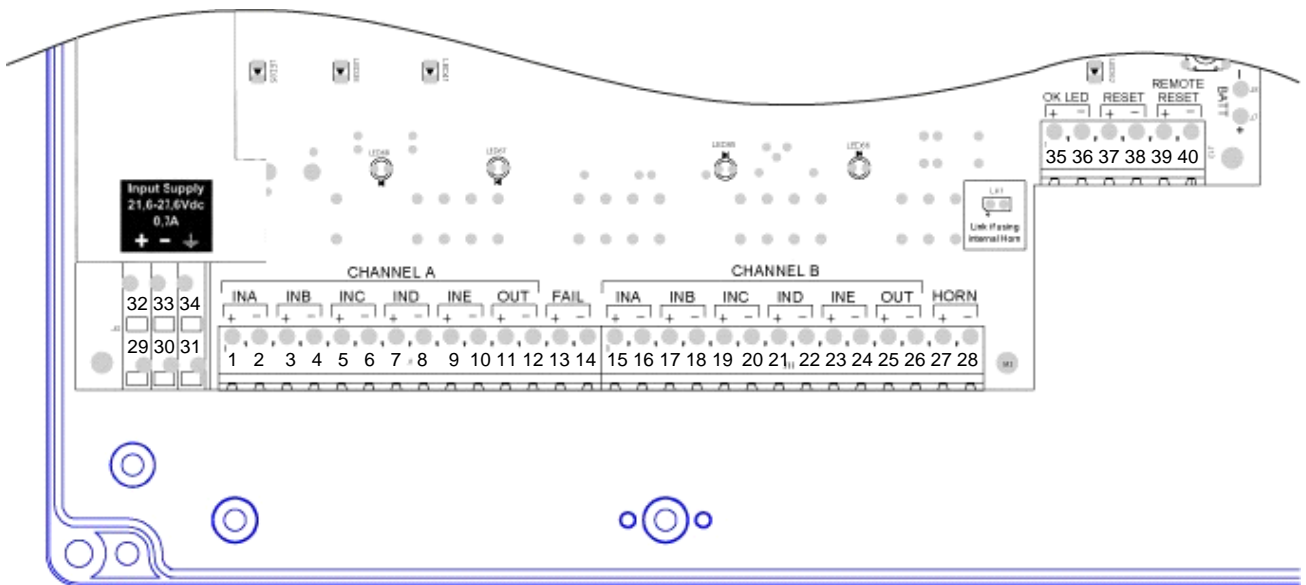 REMOTE
OK LED RESET RESET
+ − + − + −
BATT
−
+
35 36 37 38 39 40
LED68
LED67
Input Supply
21,6-27,6Vdc
0,7A
+ −
Link if using
internal Horn
CHANNEL A CHANNEL B
INA INB INC IND INE OUT FAIL INA INB INC IND INE OUT HORN
+ − + − + − + − + − + − + − + − + − + − + − + − + − + −
32 33 34
29 30 31
1 2 3 4 5 6 7 8 9 10 11 12 13 14 15 16 17 18 19 20 21 22 23 24 25 26 27 28